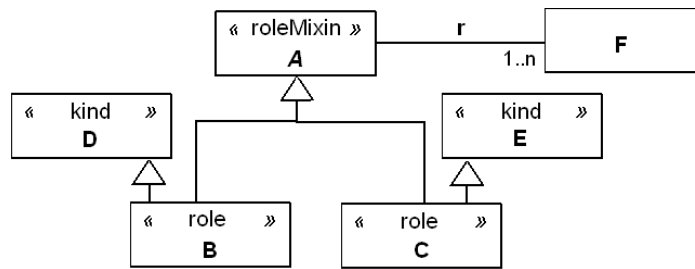 « roleMixin »
A
r
1..n
F
« kind »
D
« kind »
E
« role »
B
« role »
C